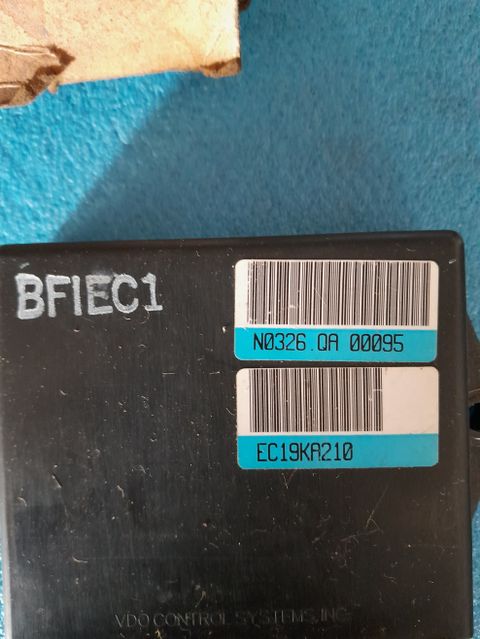 BFIEC1
N0326.QA 00095
EC19KA210
VDO CONTROL SYSTEMS, INC.